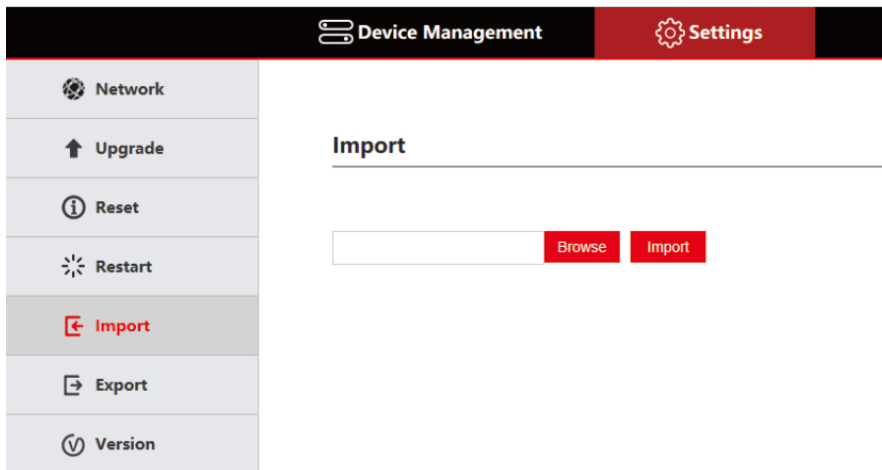 Device Management
Settings
Network
Upgrade
Reset
Restart
Import
Export
Version
Import
Browse
Import